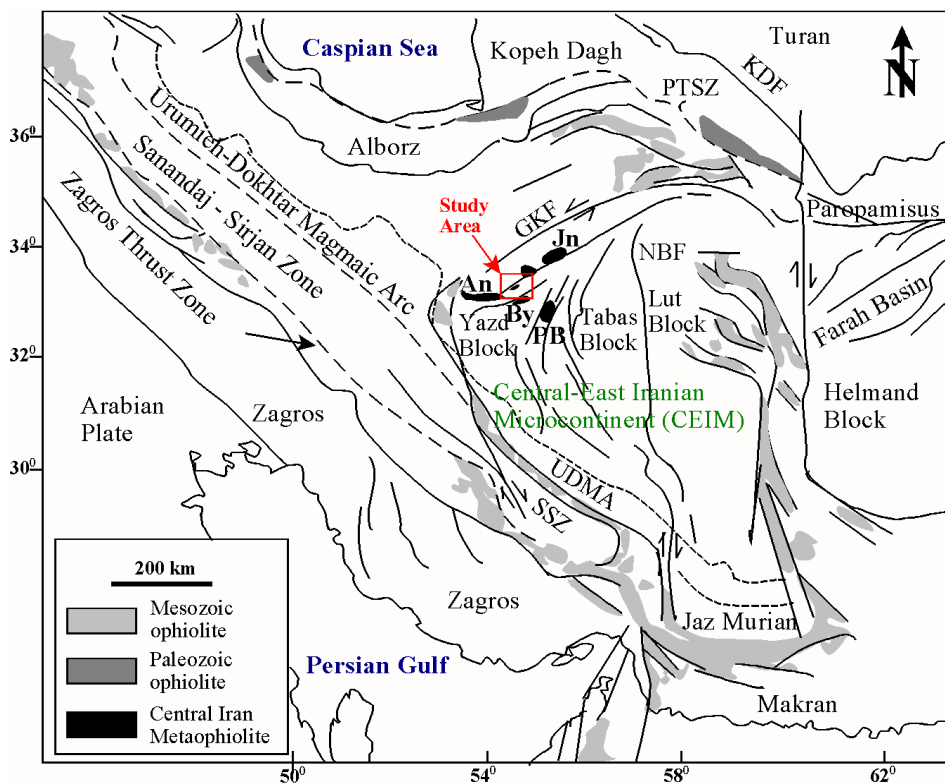 Caspian Sea
Kopeh Dagh
Turan
KDF
PTSZ
N
36⁰
Alborz
Urumieh-Dokhtar Magmaic Arc
Sanandaj - Sirjan Zone
Zagros Thrust Zone
Study
Area
GKF
Jn
Paropamisus
34⁰
NBF
An
By
PB
Yazd
Block
Tabas
Block
Lut
Block
Farah Basin
32⁰
Central-East Iranian
Microcontinent (CEIM)
Helmand
Block
Arabian
Plate
Zagros
30⁰
UDMA
SSZ
200 km
Mesozoic
ophiolite
Paleozoic
ophiolite
Central Iran
Metaophiolite
Zagros
Jaz Murian
Persian Gulf
Makran
50⁰
54⁰
58⁰
62⁰